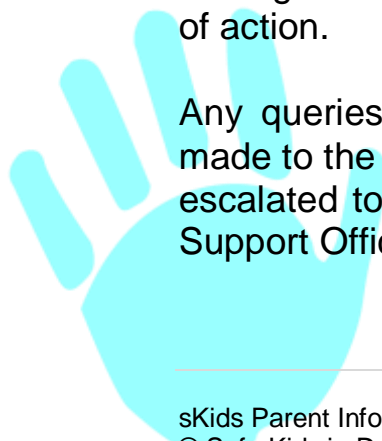 of action.
Any queries
made to the
escalated to
Support Offi
sKids Parent Info